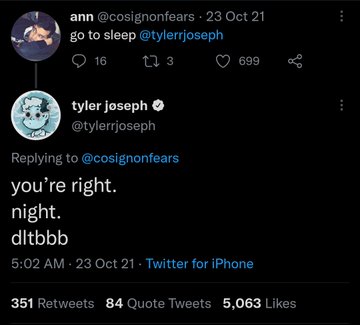 ann @cosignonfears · 23 Oct 21
go to sleep @tylerrjoseph
16 3 699
tyler jøseph
@tylerrjoseph
Replying to @cosignonfears
you’re right.
night.
dltbbb
5:02 AM · 23 Oct 21 · Twitter for iPhone
351 Retweets 84 Quote Tweets 5,063 Likes